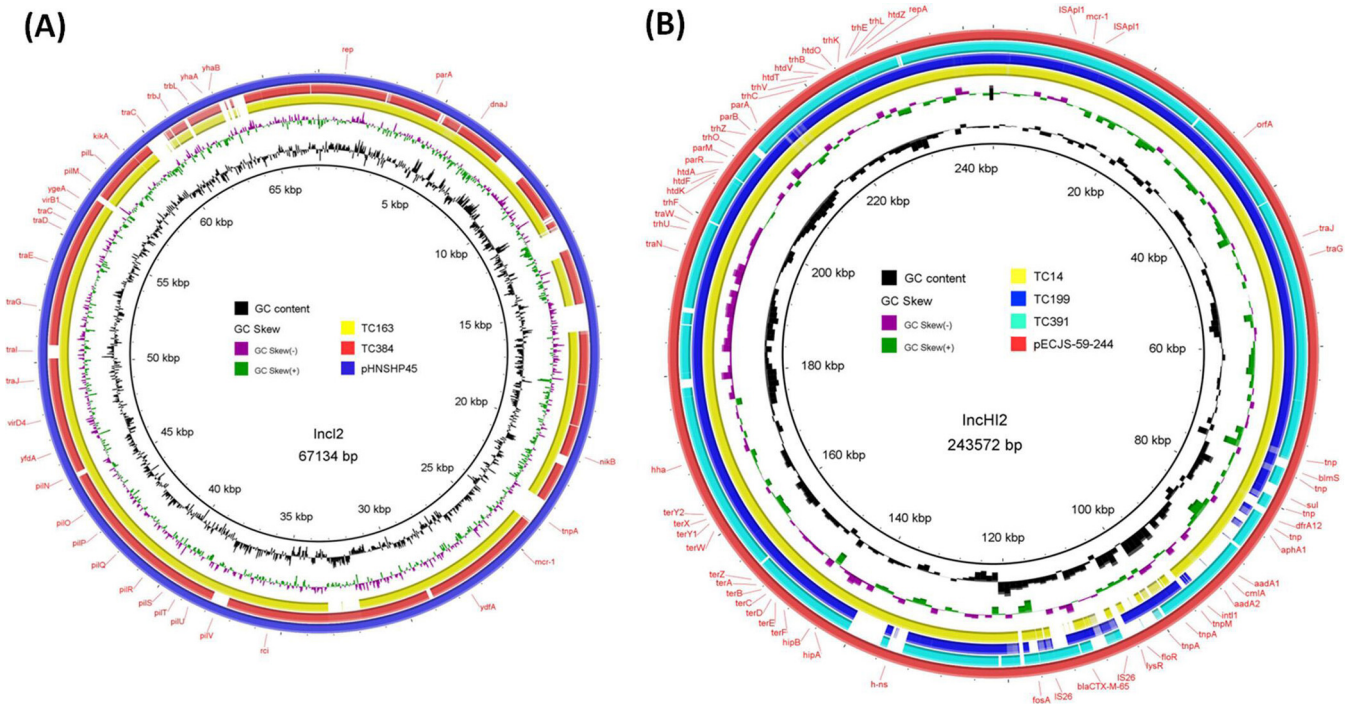 (A)
rep
parA
dnaJ
nikB
tnpA
mcr-1
ydfA
rci
pilV
pilU
pilT
pilS
pilR
pilQ
pilP
pilO
pilN
yfdA
virD4
traJ
traI
traG
traE
traD
traC
virB1
ygeA
pilM
pilL
kikA
traC
trbJ
trbL
yhaA
yhaB
5 kbp
10 kbp
15 kbp
20 kbp
25 kbp
30 kbp
35 kbp
40 kbp
45 kbp
50 kbp
55 kbp
60 kbp
65 kbp
GC content
GC Skew
GC Skew(-)
GC Skew(+)
TC163
TC384
pHNSHP45
IncI2
67134 bp
(B)
ISApl1
mcr-1
ISApl1
orfA
traJ
traG
tnp
blmS
tnp
sul
tnp
dfrA12
tnp
aphA1
aadA1
cmlA
aadA2
intI1
tnpM
tnpA
tnpA
floR
lysR
IS26
blaCTX-M-65
IS26
fosA
h-ns
hipA
hipB
terF
terE
terD
terC
terB
terA
terZ
terW
terY1
terX
terY2
hha
traN
trhU
traW
trhF
htdK
htdF
htdA
parR
parM
trhO
trhZ
parB
parA
trhC
trhV
htdT
htdV
trhB
htdO
trhK
trhE
trhL
htdZ
repA
20 kbp
40 kbp
60 kbp
80 kbp
100 kbp
120 kbp
140 kbp
160 kbp
180 kbp
200 kbp
220 kbp
240 kbp
GC content
GC Skew
GC Skew(-)
GC Skew(+)
TC14
TC199
TC391
pECJS-59-244
IncHI2
243572 bp